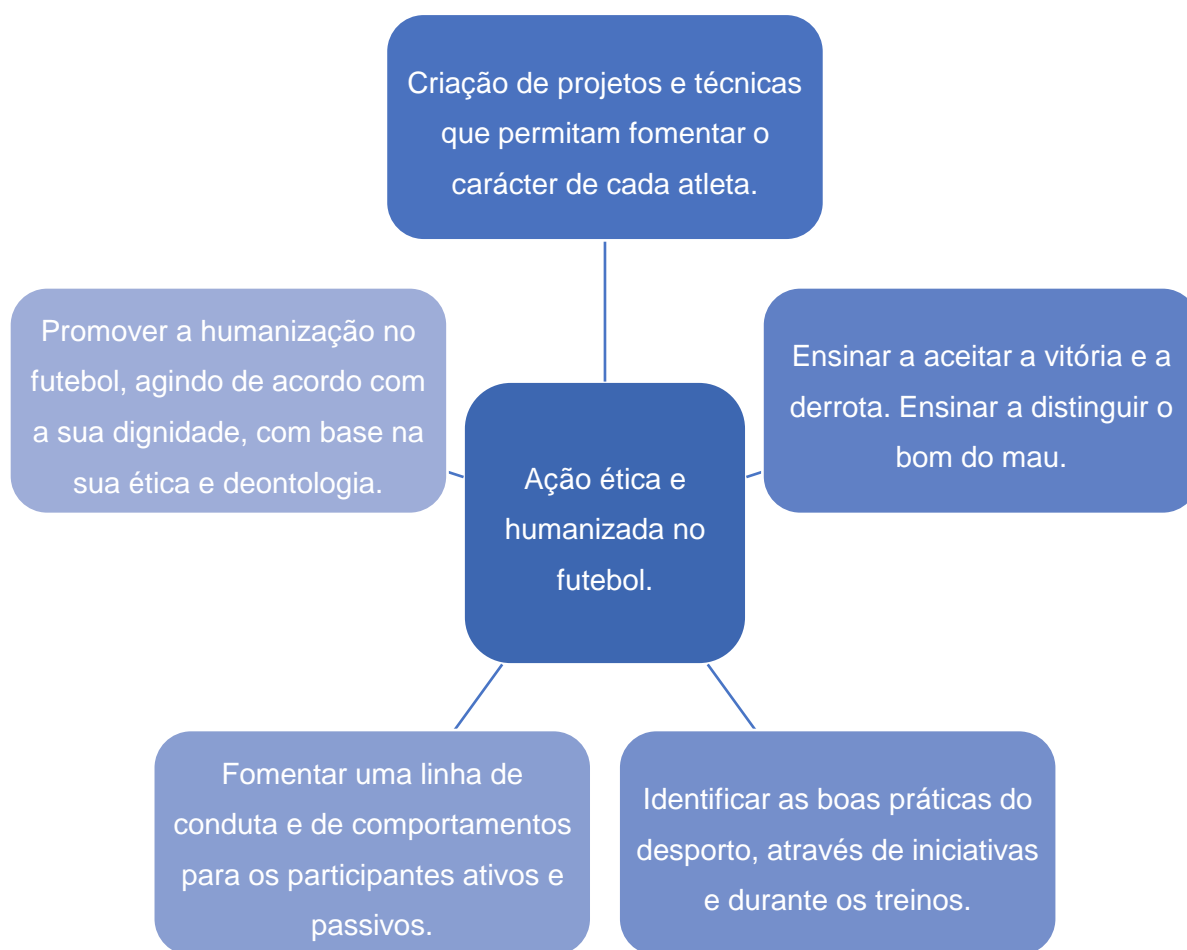 Criação de projetos e técnicas
que permitam fomentar o
carácter de cada atleta.
Promover a humanização no
futebol, agindo de acordo com
a sua dignidade, com base na
sua ética e deontologia.
Ensinar a aceitar a vitória e a
derrota. Ensinar a distinguir o
bom do mau.
Ação ética e
humanizada no
futebol.
Fomentar uma linha de
conduta e de comportamentos
para os participantes ativos e
passivos.
Identificar as boas práticas do
desporto, através de iniciativas
e durante os treinos.